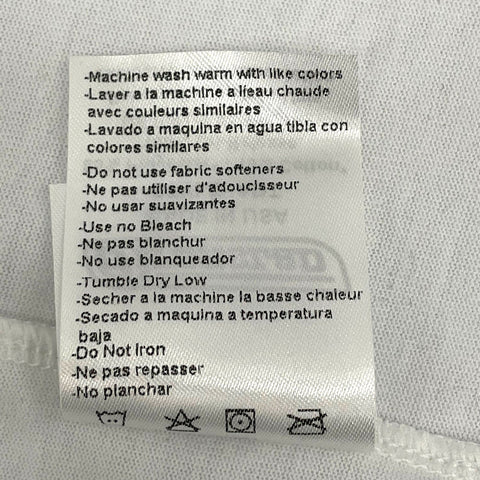 -Machine wash warm with like colors
-Laver a la machine a lieau chaude
avec couleurs similaires
-Lavado a maquina en agua tibla con
colores similares
-Do not use fabric softeners
-Ne pas utiliser d'adoucisseur
-No usar suavizantes
-Use no Bleach
-Ne pas blanchur
-No use blanqueador
-Tumble Dry Low
-Secher a la machine la basse chaleur
-Secado a maquina a temperatura
baja
-Do Not Iron
-Ne pas repasser
-No planchar